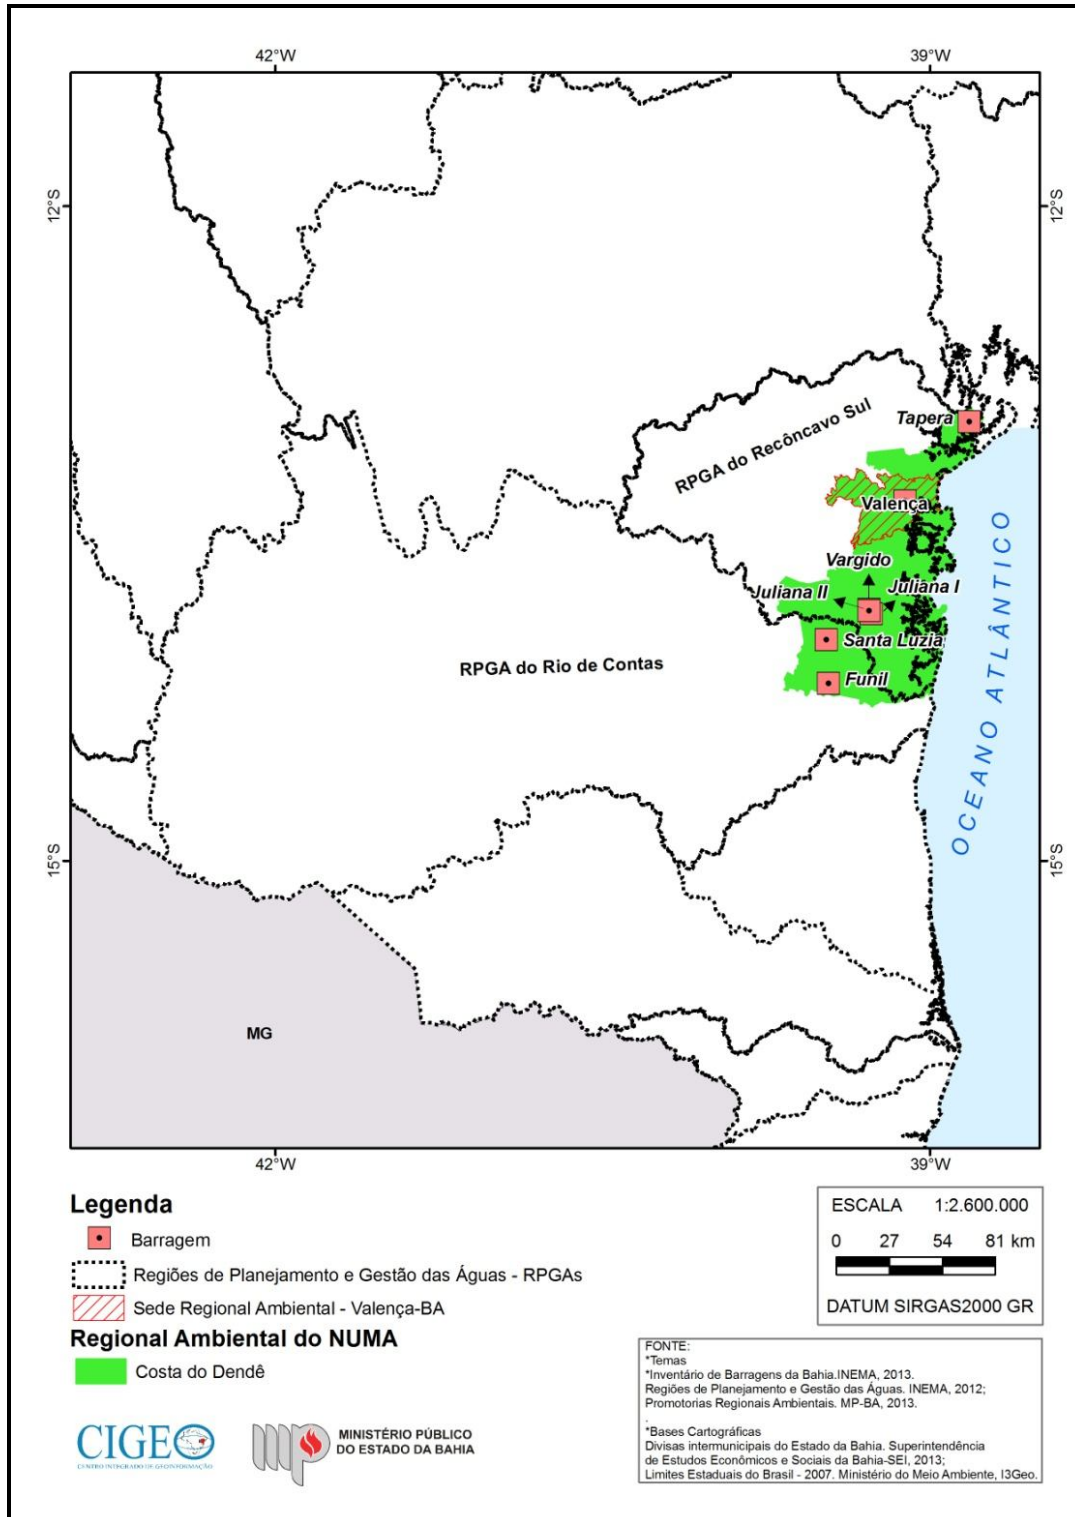 42°W
39°W
12°S
12°S
Tapera
RPGA do Recôncavo Sul
Valença
Vargido
Juliana II
Juliana I
Santa Luzia
RPGA do Rio de Contas
Funil
OCEANO ATLÂNTICO
15°S
15°S
MG
42°W
39°W
Legenda
Barragem
Regiões de Planejamento e Gestão das Águas - RPGAs
Sede Regional Ambiental - Valença-BA
Regional Ambiental do NUMA
Costa do Dendê
ESCALA 1:2.600.000
0 27 54 81 km
DATUM SIRGAS2000 GR
FONTE:
*Temas
*Inventário de Barragens da Bahia.INEMA, 2013.
Regiões de Planejamento e Gestão das Águas. INEMA, 2012;
Promotorias Regionais Ambientais. MP-BA, 2013.
.
*Bases Cartográficas
Divisas intermunicipais do Estado da Bahia. Superintendência
de Estudos Econômicos e Sociais da Bahia-SEI, 2013;
Limites Estaduais do Brasil - 2007. Ministério do Meio Ambiente, I3Geo.
CIGEO
CENTRO INTEGRADO DE GEOINFORMAÇÃO
mp
MINISTÉRIO PÚBLICO
DO ESTADO DA BAHIA